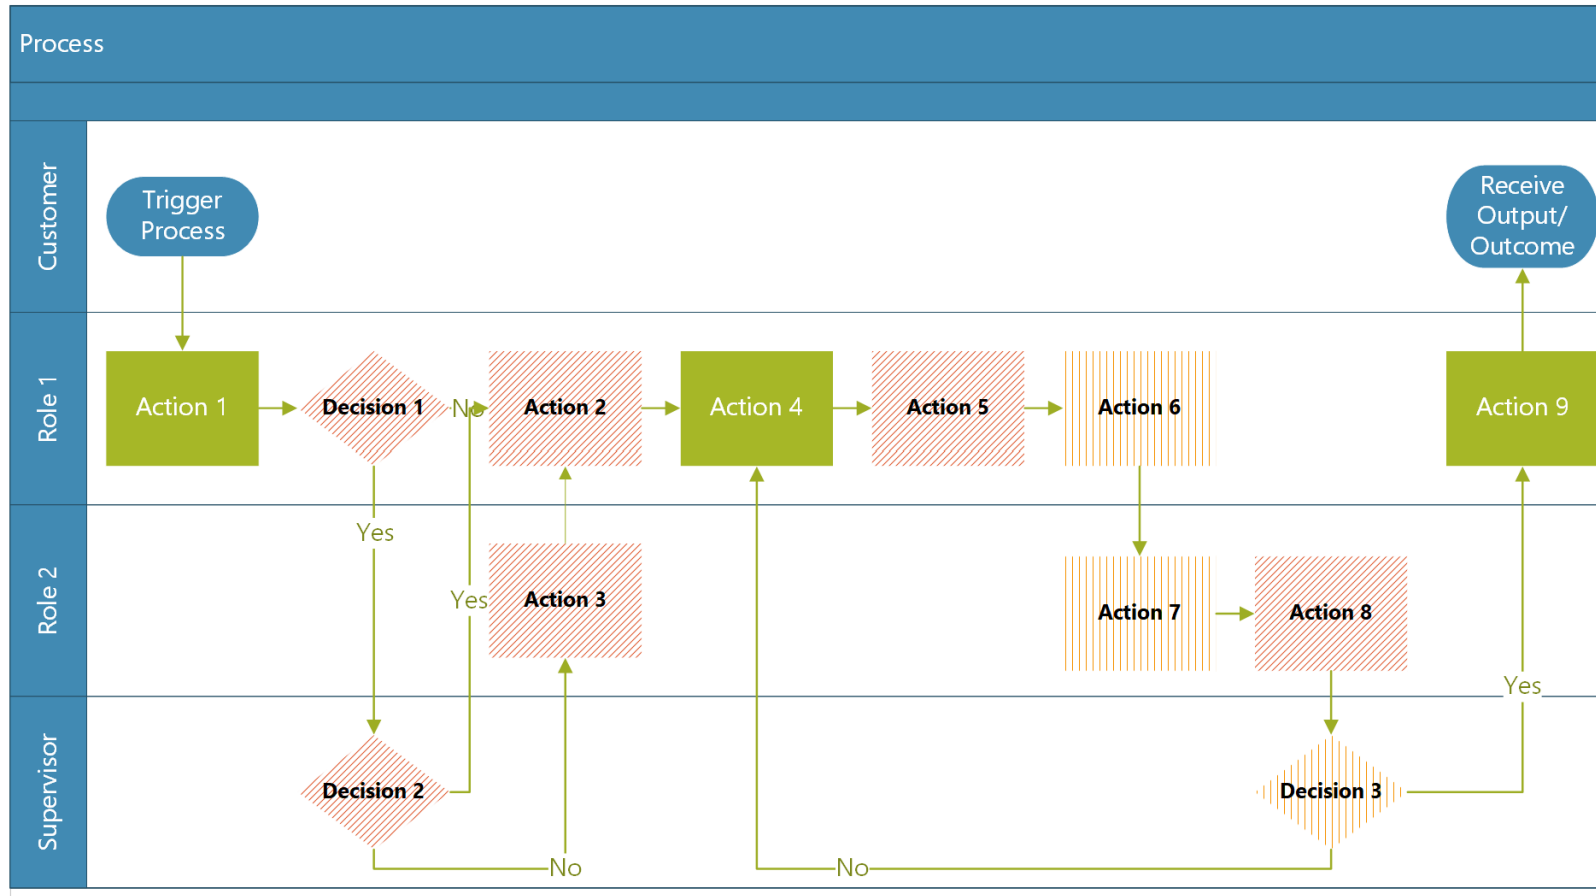 Process
Customer
Trigger
Process
Receive
Output/
Outcome
Role 1
Action 1
Decision 1
No
Action 2
Action 4
Action 5
Action 6
Action 9
Yes
Role 2
Yes
Action 3
Action 7
Action 8
Yes
Supervisor
Decision 2
Decision 3
No
No